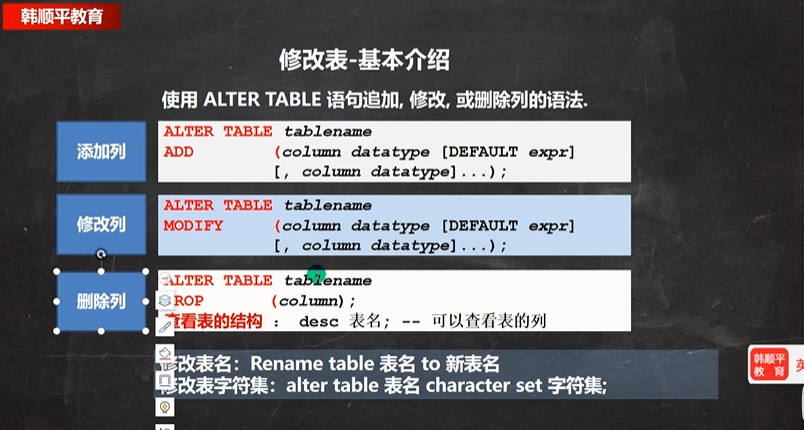 韩顺平教育
修改表-基本介绍
使用 ALTER TABLE 语句追加, 修改, 或删除列的语法.
添加列
ALTER TABLE tablename
ADD (column datatype [DEFAULT expr]
[, column datatype]...);
修改列
ALTER TABLE tablename
MODIFY (column datatype [DEFAULT expr]
[, column datatype]...);
删除列
ALTER TABLE tablename
DROP (column);
查看表的结构 : desc 表名; -- 可以查看表的列
修改表名: Rename table 表名 to 新表名
修改表字符集: alter table 表名 character set 字符集;
韩顺平
教 育
英